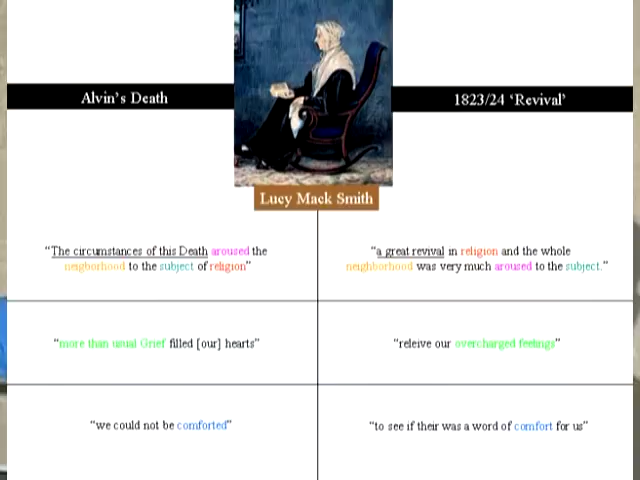 Alvin's Death
1823/24 'Revival'
Lucy Mack Smith
"The circumstances of this Death aroused the
neigborhood to the subject of religion"
"a great revival in religion and the whole
neighborhood was very much aroused to the subject."
"more than usual Grief filled [our] hearts"
"releive our overcharged feelings"
"we could not be comforted"
"to see if their was a word of comfort for us"